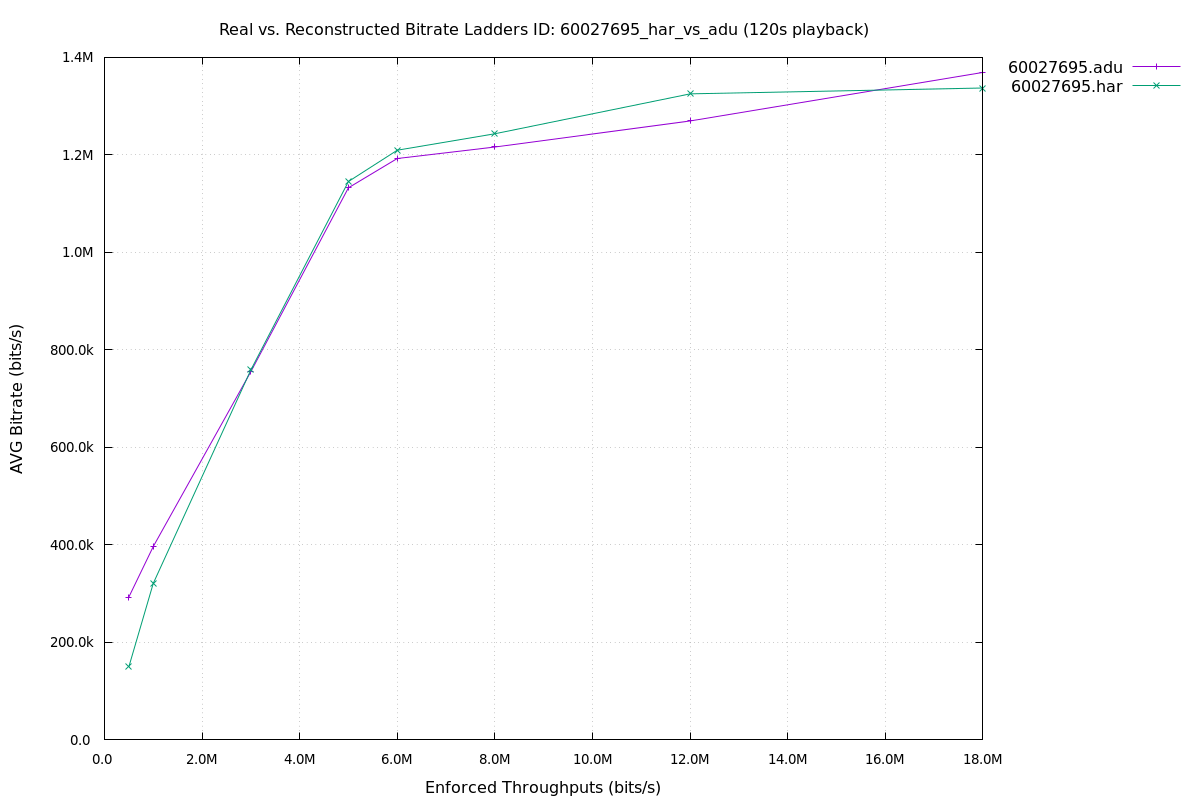 Real vs. Reconstructed Bitrate Ladders ID: 60027695_har_vs_adu (120s playback)
60027695.adu
60027695.har
AVG Bitrate (bits/s)
1.4M
1.2M
1.0M
800.0k
600.0k
400.0k
200.0k
0.0
0.0 2.0M 4.0M 6.0M 8.0M 10.0M 12.0M 14.0M 16.0M 18.0M
Enforced Throughputs (bits/s)